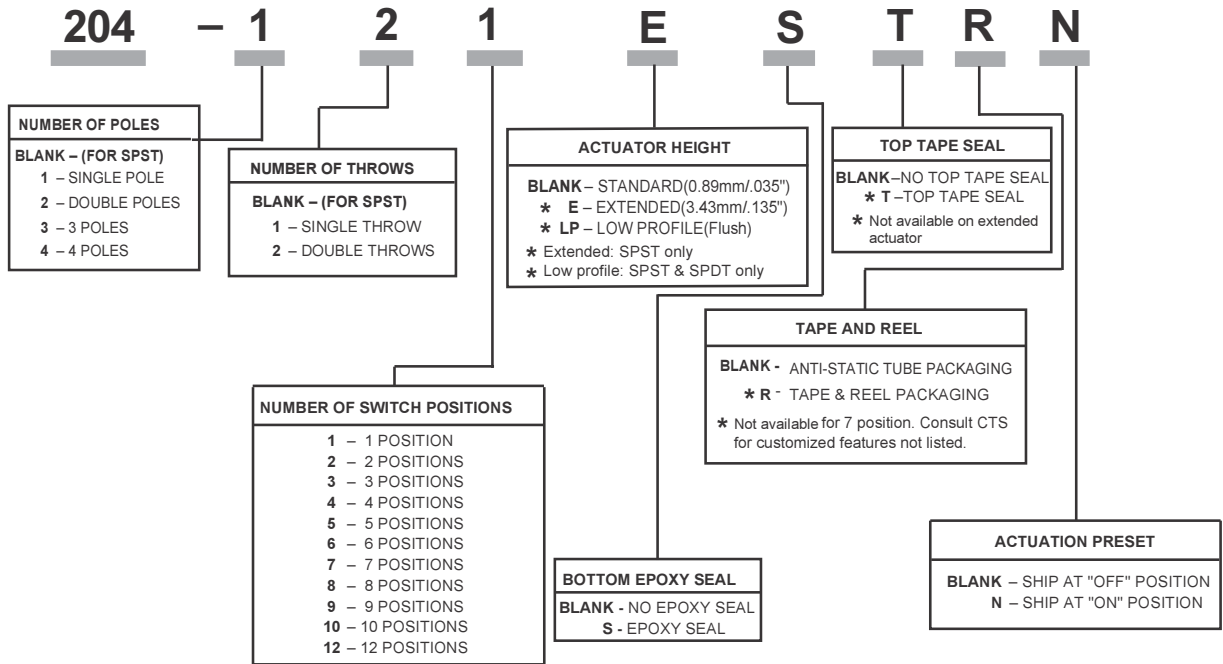 204 – 1 2 1 E S T R N
NUMBER OF POLES
BLANK – (FOR SPST)
1 – SINGLE POLE
2 – DOUBLE POLES
3 – 3 POLES
4 – 4 POLES
NUMBER OF THROWS
BLANK – (FOR SPST)
1 – SINGLE THROW
2 – DOUBLE THROWS
ACTUATOR HEIGHT
BLANK – STANDARD(0.89mm/.035")
* E – EXTENDED(3.43mm/.135")
* LP – LOW PROFILE(Flush)
* Extended: SPST only
* Low profile: SPST & SPDT only
TOP TAPE SEAL
BLANK–NO TOP TAPE SEAL
* T –TOP TAPE SEAL
* Not available on extended
actuator
TAPE AND REEL
BLANK - ANTI-STATIC TUBE PACKAGING
* R - TAPE & REEL PACKAGING
* Not available for 7 position. Consult CTS
for customized features not listed.
NUMBER OF SWITCH POSITIONS
1 – 1 POSITION
2 – 2 POSITIONS
3 – 3 POSITIONS
4 – 4 POSITIONS
5 – 5 POSITIONS
6 – 6 POSITIONS
7 – 7 POSITIONS
8 – 8 POSITIONS
9 – 9 POSITIONS
10 – 10 POSITIONS
12 – 12 POSITIONS
BOTTOM EPOXY SEAL
BLANK - NO EPOXY SEAL
S - EPOXY SEAL
ACTUATION PRESET
BLANK – SHIP AT "OFF" POSITION
N – SHIP AT "ON" POSITION